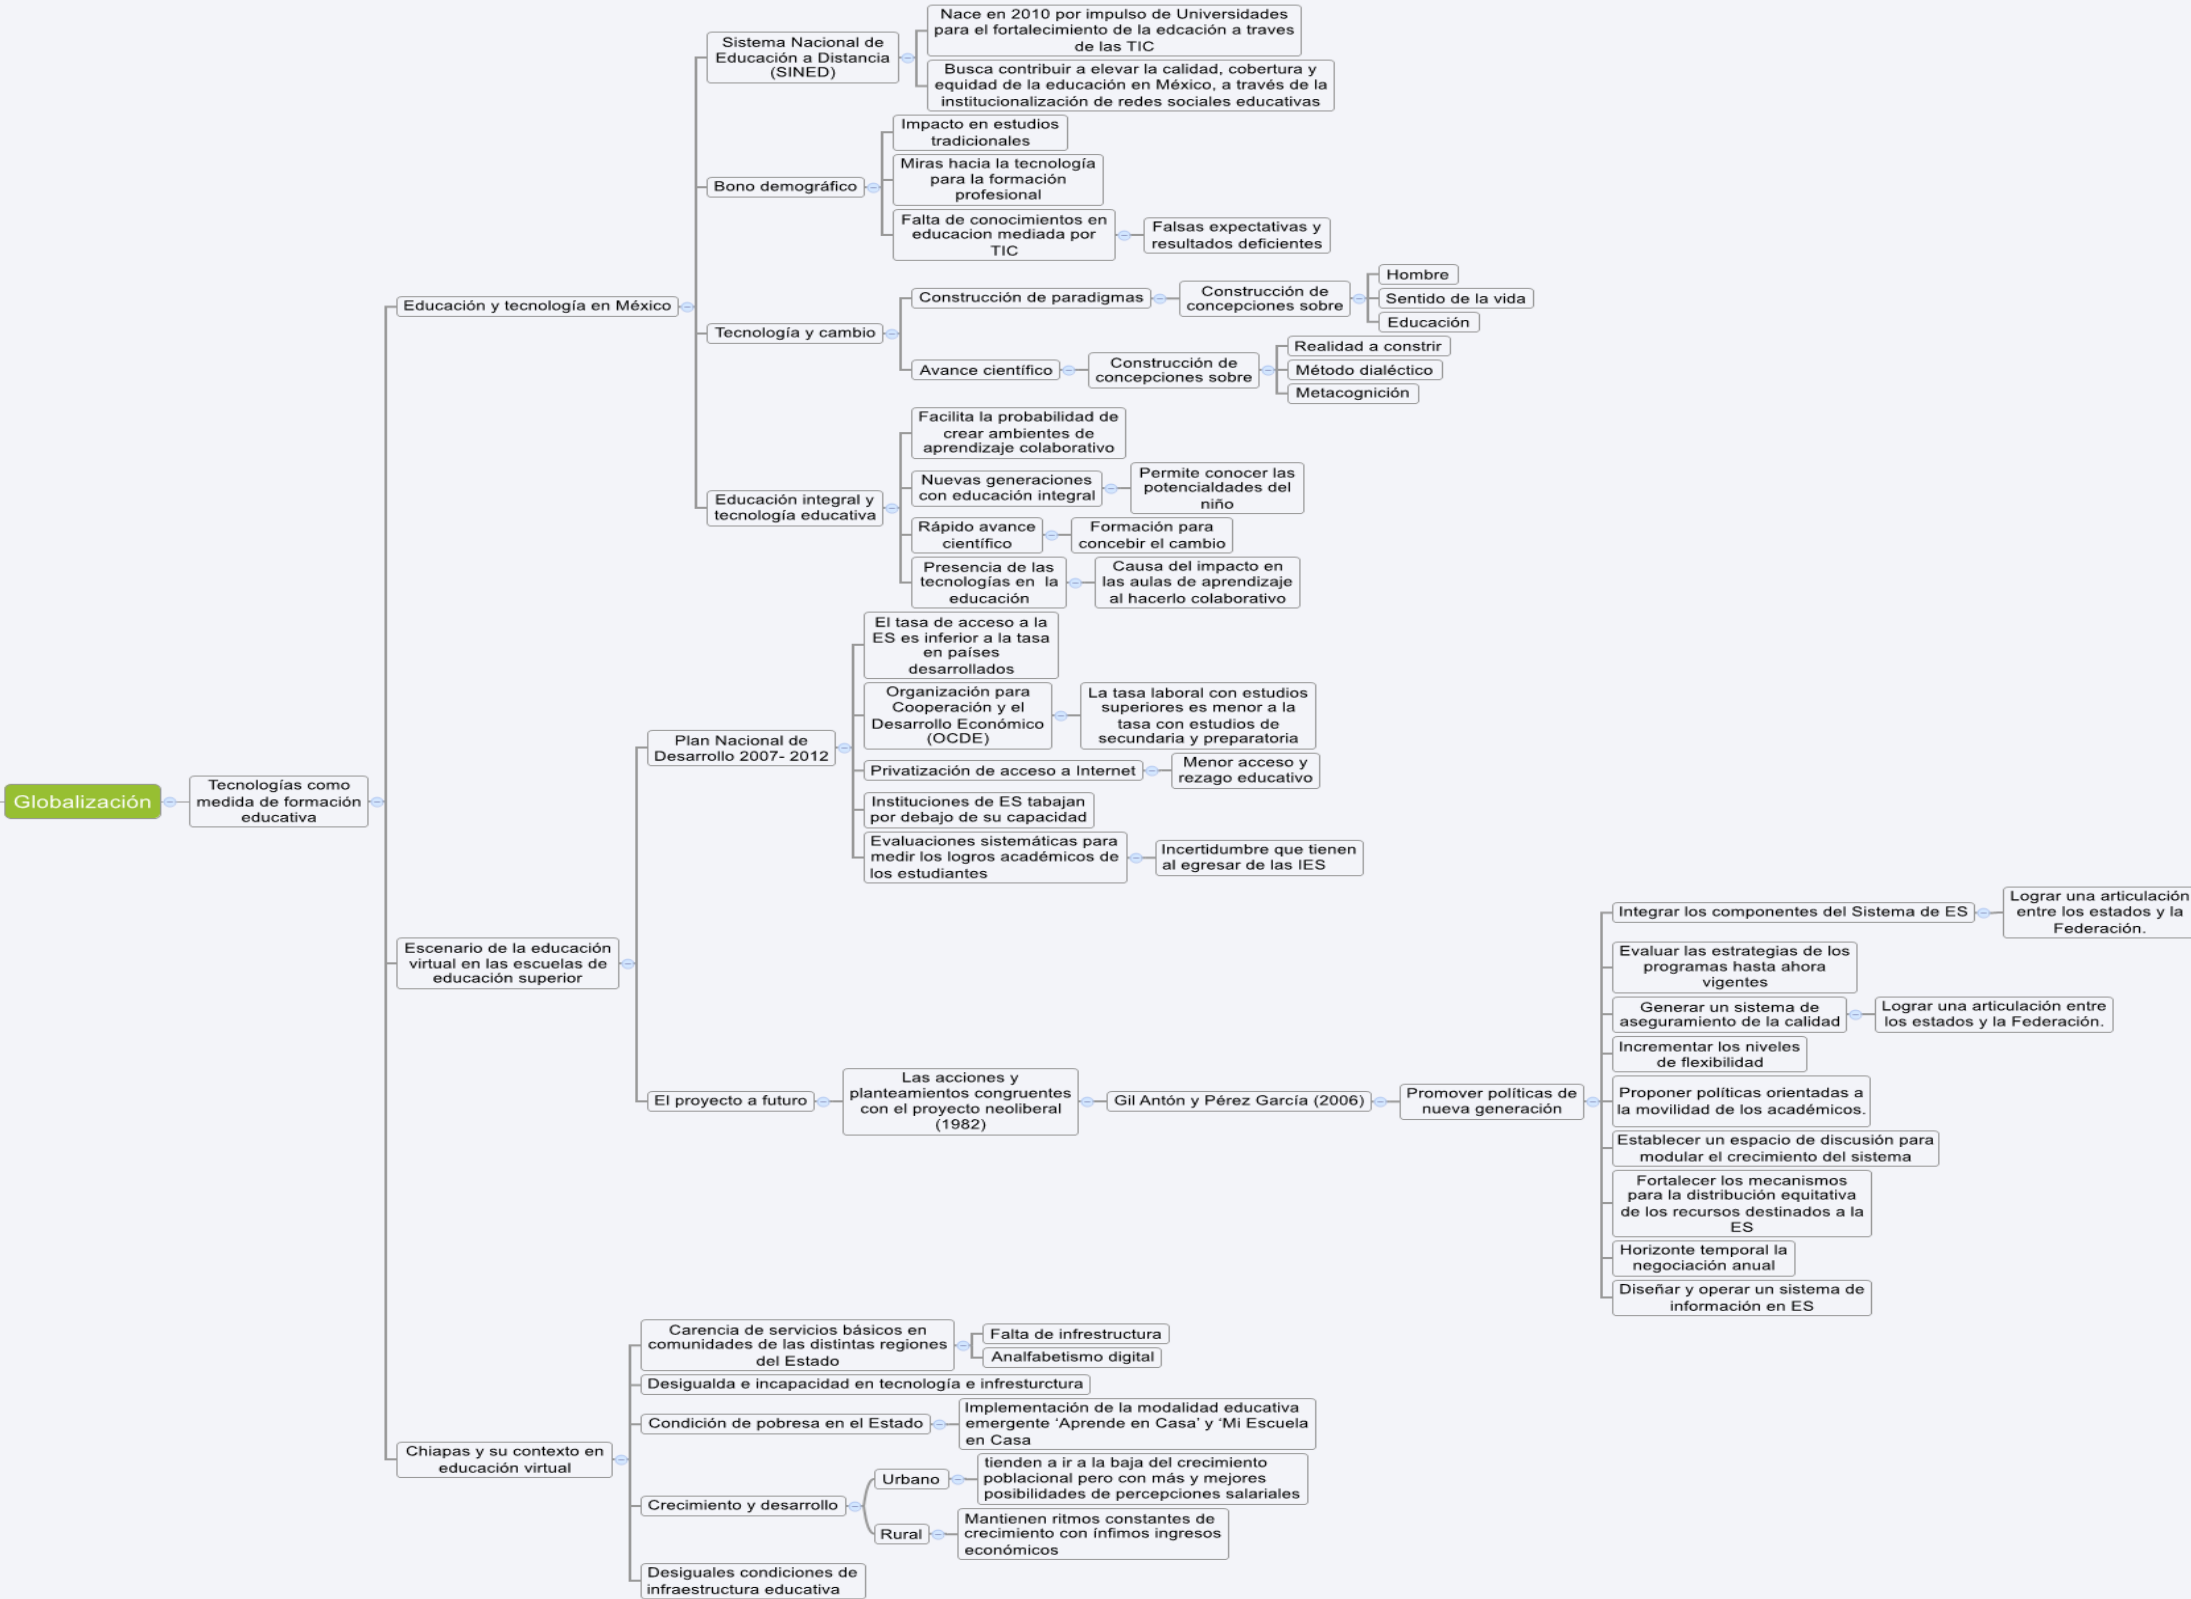 Globalización
Tecnologías como
medida de formación
educativa
Educación y tecnología en México
Sistema Nacional de
Educación a Distancia
(SINED)
Nace en 2010 por impulso de Universidades
para el fortalecimiento de la edcación a traves
de las TIC
Busca contribuir a elevar la calidad, cobertura y
equidad de la educación en México, a través de la
institucionalización de redes sociales educativas
Bono demográfico
Impacto en estudios
tradicionales
Miras hacia la tecnología
para la formación
profesional
Falta de conocimientos en
educacion mediada por
TIC
Falsas expectativas y
resultados deficientes
Tecnología y cambio
Construcción de paradigmas
Construcción de
concepciones sobre
Hombre
Sentido de la vida
Educación
Avance científico
Construcción de
concepciones sobre
Realidad a constrir
Método dialéctico
Metacognición
Educación integral y
tecnología educativa
Facilita la probabilidad de
crear ambientes de
aprendizaje colaborativo
Nuevas generaciones
con educación integral
Permite conocer las
potencialdades del
niño
Rápido avance
científico
Formación para
concebir el cambio
Presencia de las
tecnologías en  la
educación
Causa del impacto en
las aulas de aprendizaje
al hacerlo colaborativo
Escenario de la educación
virtual en las escuelas de
educación superior
Plan Nacional de
Desarrollo 2007- 2012
El tasa de acceso a la
ES es inferior a la tasa
en países
desarrollados
Organización para
Cooperación y el
Desarrollo Económico
(OCDE)
La tasa laboral con estudios
superiores es menor a la
tasa con estudios de
secundaria y preparatoria
Privatización de acceso a Internet
Menor acceso y
rezago educativo
Instituciones de ES tabajan
por debajo de su capacidad
Evaluaciones sistemáticas para
medir los logros académicos de
los estudiantes
Incertidumbre que tienen
al egresar de las IES
El proyecto a futuro
Las acciones y
planteamientos congruentes
con el proyecto neoliberal
(1982)
Gil Antón y Pérez García (2006)
Promover políticas de
nueva generación
Integrar los componentes del Sistema de ES
Lograr una articulación
entre los estados y la
Federación.
Evaluar las estrategias de los
programas hasta ahora
vigentes
Generar un sistema de
aseguramiento de la calidad
Lograr una articulación entre
los estados y la Federación.
Incrementar los niveles
de flexibilidad
Proponer políticas orientadas a
la movilidad de los académicos.
Establecer un espacio de discusión para
modular el crecimiento del sistema
Fortalecer los mecanismos
para la distribución equitativa
de los recursos destinados a la
ES
Horizonte temporal la
negociación anual
Diseñar y operar un sistema de
información en ES
Chiapas y su contexto en
educación virtual
Carencia de servicios básicos en
comunidades de las distintas regiones
del Estado
Falta de infrestructura
Analfabetismo digital
Desigualda e incapacidad en tecnología e infresturctura
Condición de pobresa en el Estado
Implementación de la modalidad educativa
emergente ‘Aprende en Casa’ y ‘Mi Escuela
en Casa
Crecimiento y desarrollo
Urbano
tienden a ir a la baja del crecimiento
poblacional pero con más y mejores
posibilidades de percepciones salariales
Rural
Mantienen ritmos constantes de
crecimiento con ínfimos ingresos
económicos
Desiguales condiciones de
infraestructura educativa